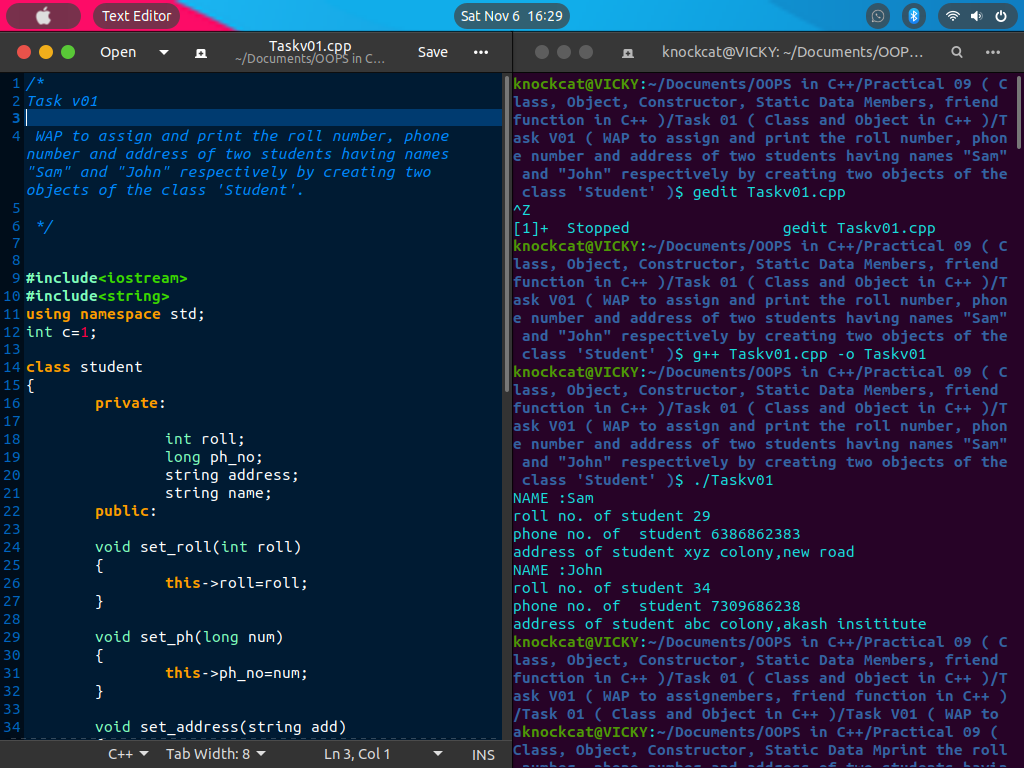 Text Editor
Sat Nov 6 16:29
Open
Taskv01.cpp
~/Documents/OOPS in C…
Save
1 /*
2 Task v01
3
4 WAP to assign and print the roll number, phone
number and address of two students having names
"Sam" and "John" respectively by creating two
objects of the class 'Student'.
5
6 */
7
8
9 #include<iostream>
10 #include<string>
11 using namespace std;
12 int c=1;
13
14 class student
15 {
16 private:
17
18 int roll;
19 long ph_no;
20 string address;
21 string name;
22 public:
23
24 void set_roll(int roll)
25 {
26 this->roll=roll;
27 }
28
29 void set_ph(long num)
30 {
31 this->ph_no=num;
32 }
33
34 void set_address(string add)
C++
Tab Width: 8
Ln 3, Col 1
INS
knockcat@VICKY: ~/Documents/OOP…
knockcat@VICKY:~/Documents/OOPS in C++/Practical 09 ( C
lass, Object, Constructor, Static Data Members, friend
function in C++ )/Task 01 ( Class and Object in C++ )/T
ask V01 ( WAP to assign and print the roll number, phon
e number and address of two students having names "Sam"
and "John" respectively by creating two objects of the
class 'Student' )$ gedit Taskv01.cpp
^Z
[1]+ Stopped gedit Taskv01.cpp
knockcat@VICKY:~/Documents/OOPS in C++/Practical 09 ( C
lass, Object, Constructor, Static Data Members, friend
function in C++ )/Task 01 ( Class and Object in C++ )/T
ask V01 ( WAP to assign and print the roll number, phon
e number and address of two students having names "Sam"
and "John" respectively by creating two objects of the
class 'Student' )$ g++ Taskv01.cpp -o Taskv01
knockcat@VICKY:~/Documents/OOPS in C++/Practical 09 ( C
lass, Object, Constructor, Static Data Members, friend
function in C++ )/Task 01 ( Class and Object in C++ )/T
ask V01 ( WAP to assign and print the roll number, phon
e number and address of two students having names "Sam"
and "John" respectively by creating two objects of the
class 'Student' )$ ./Taskv01
NAME :Sam
roll no. of student 29
phone no. of  student 6386862383
address of student xyz colony,new road
NAME :John
roll no. of student 34
phone no. of  student 7309686238
address of student abc colony,akash insititute
knockcat@VICKY:~/Documents/OOPS in C++/Practical 09 ( C
lass, Object, Constructor, Static Data Members, friend
function in C++ )/Task 01 ( Class and Object in C++ )/T
ask V01 ( WAP to assignembers, friend function in C++ )
/Task 01 ( Class and Object in C++ )/Task V01 ( WAP to
aknockcat@VICKY:~/Documents/OOPS in C++/Practical 09 (
Class, Object, Constructor, Static Data Mprint the roll
number, phone number and address of two students havin